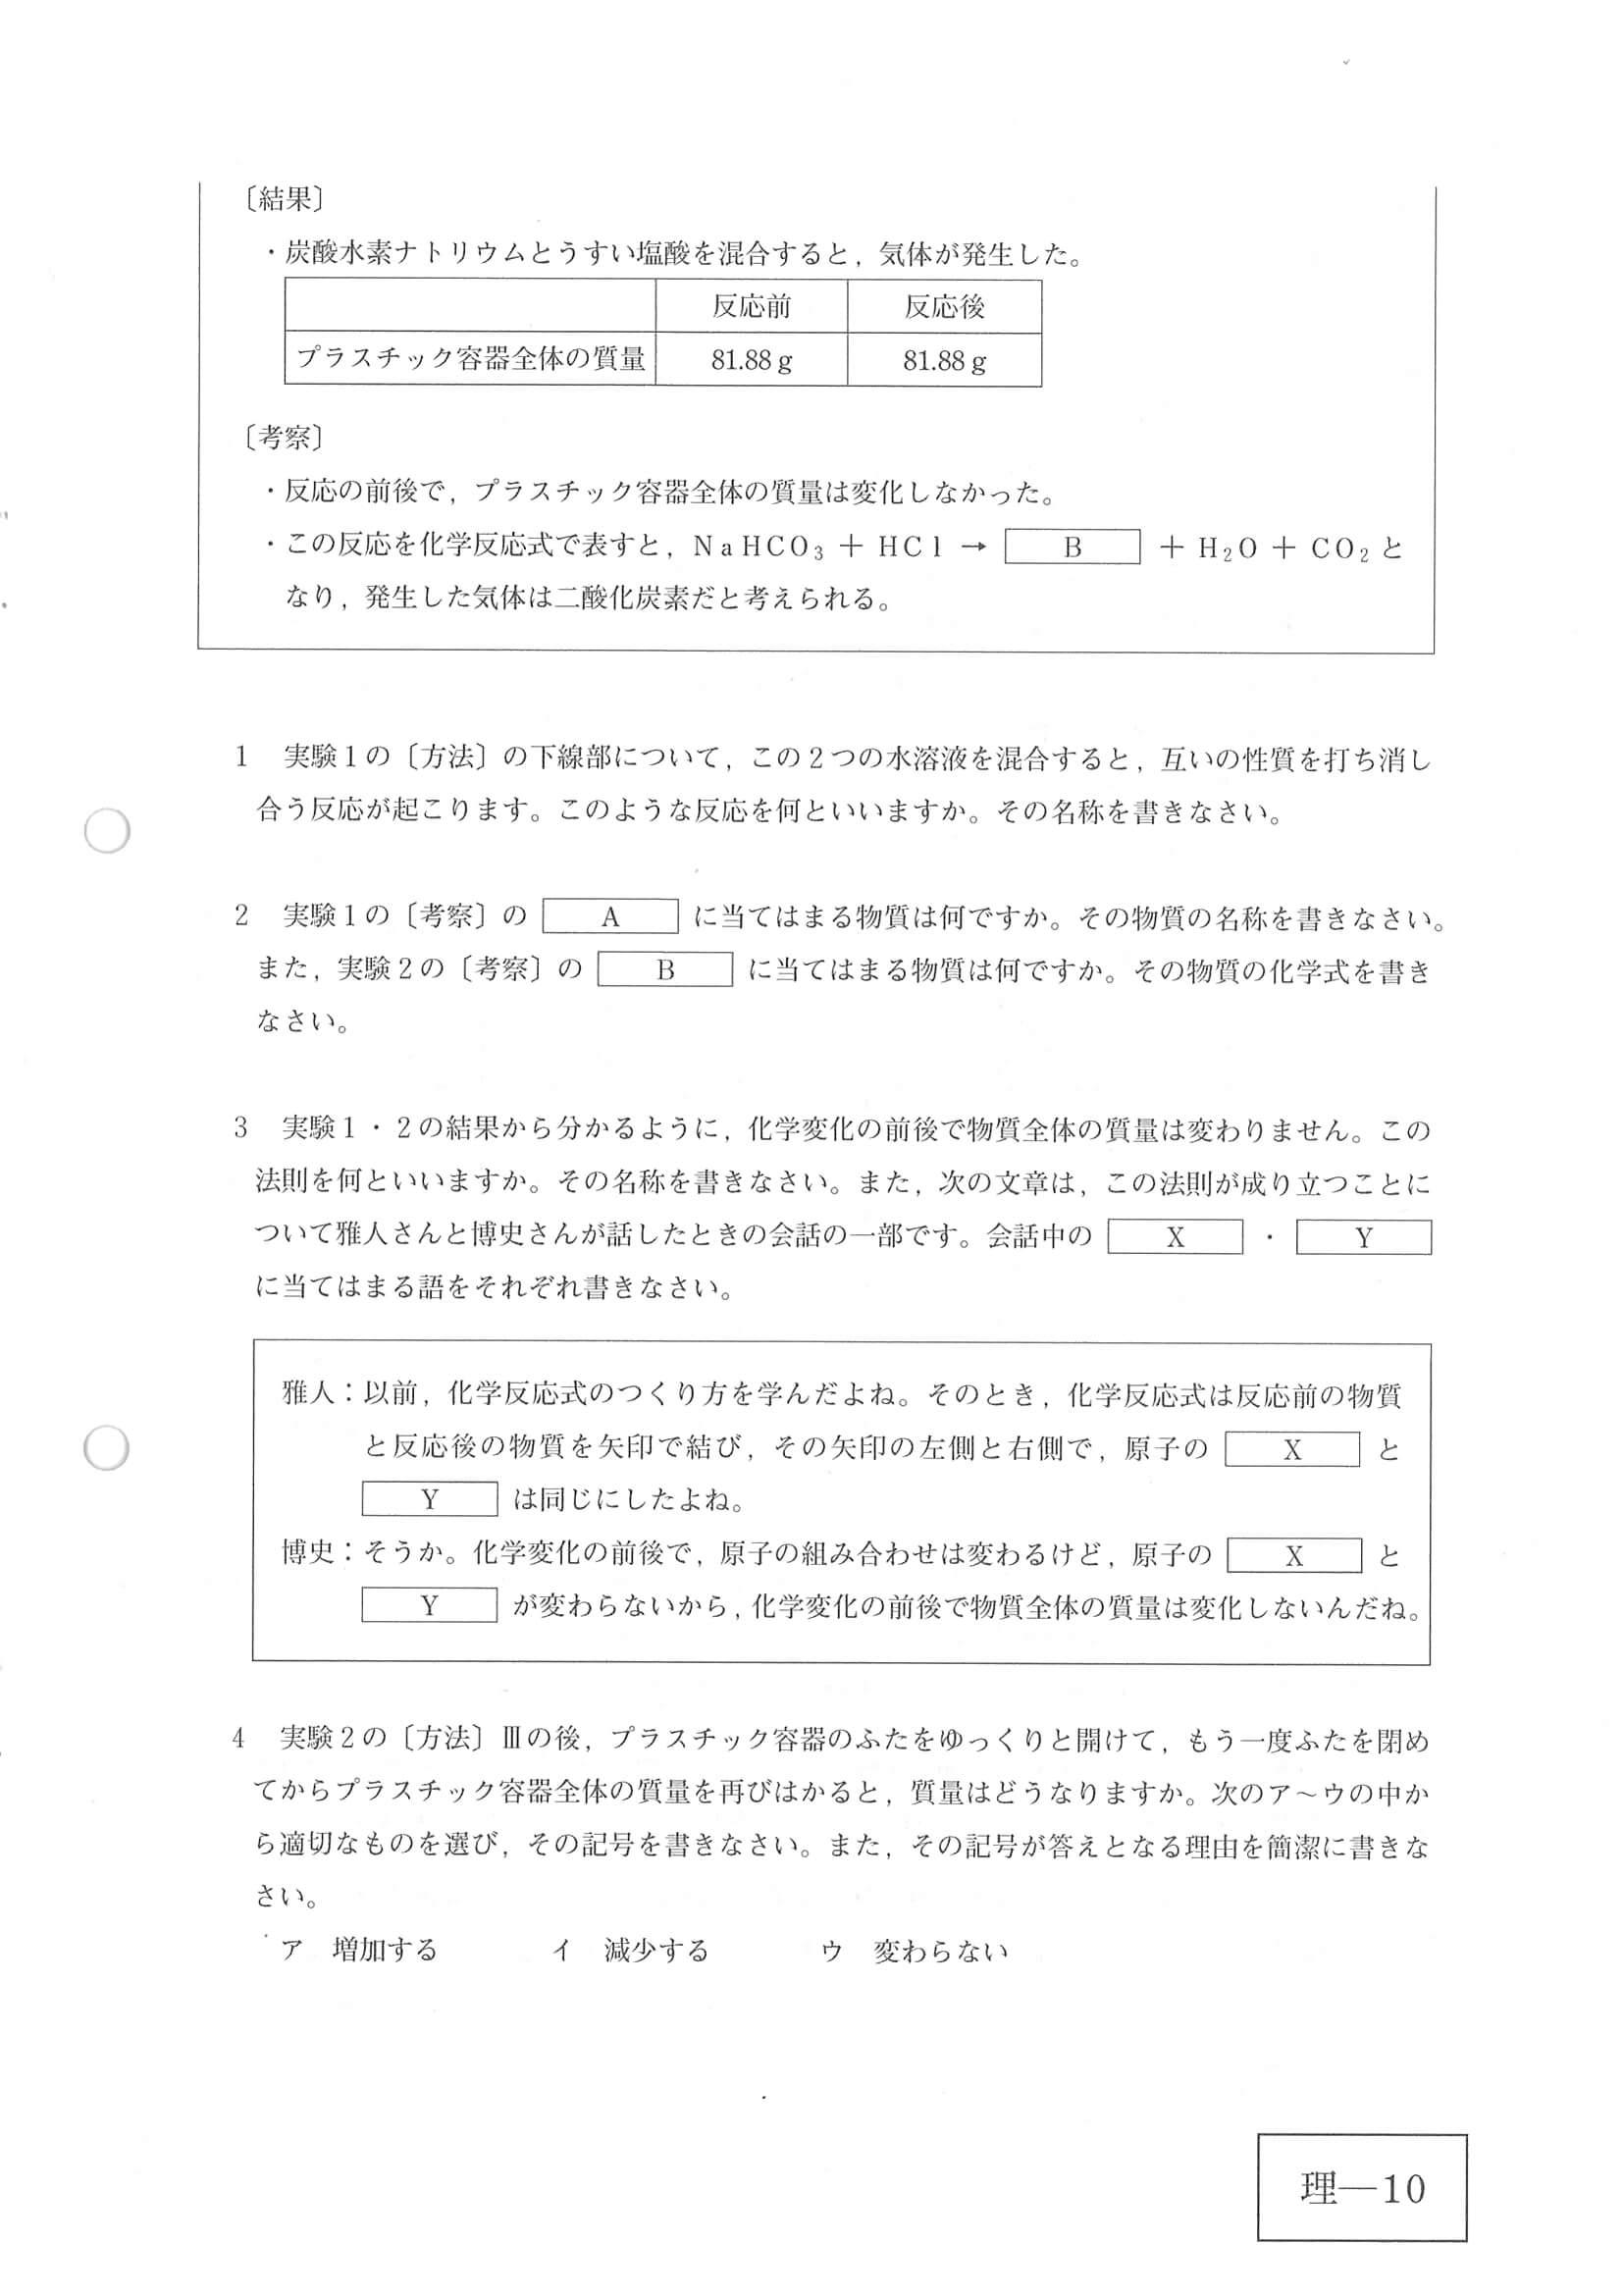 〔結果〕
・炭酸水素ナトリウムとうすい塩酸を混合すると，気体が発生した。
反応前 反応後
プラスチック容器全体の質量 81.88 g 81.88 g
〔考察〕
・反応の前後で，プラスチック容器全体の質量は変化しなかった。
・この反応を化学反応式で表すと，NaHCO₃ ＋ HCl → B ＋ H₂O ＋ CO₂ と
なり，発生した気体は二酸化炭素だと考えられる。
1 実験1の〔方法〕の下線部について，この2つの水溶液を混合すると，互いの性質を打ち消し
合う反応が起こります。このような反応を何といいますか。その名称を書きなさい。
2 実験1の〔考察〕の A に当てはまる物質は何ですか。その物質の名称を書きなさい。
また，実験2の〔考察〕の B に当てはまる物質は何ですか。その物質の化学式を書き
なさい。
3 実験1・2の結果から分かるように，化学変化の前後で物質全体の質量は変わりません。この
法則を何といいますか。その名称を書きなさい。また，次の文章は，この法則が成り立つことに
ついて雅人さんと博史さんが話したときの会話の一部です。会話中の X ・ Y
に当てはまる語をそれぞれ書きなさい。
雅人：以前，化学反応式のつくり方を学んだよね。そのとき，化学反応式は反応前の物質
と反応後の物質を矢印で結び，その矢印の左側と右側で，原子の X と
Y は同じにしたよね。
博史：そうか。化学変化の前後で，原子の組み合わせは変わるけど，原子の X と
Y が変わらないから，化学変化の前後で物質全体の質量は変化しないんだね。
4 実験2の〔方法〕Ⅲの後，プラスチック容器のふたをゆっくりと開けて，もう一度ふたを閉め
てからプラスチック容器全体の質量を再びはかると，質量はどうなりますか。次のア～ウの中か
ら適切なものを選び，その記号を書きなさい。また，その記号が答えとなる理由を簡潔に書きな
さい。
ア 増加する イ 減少する ウ 変わらない
理―10